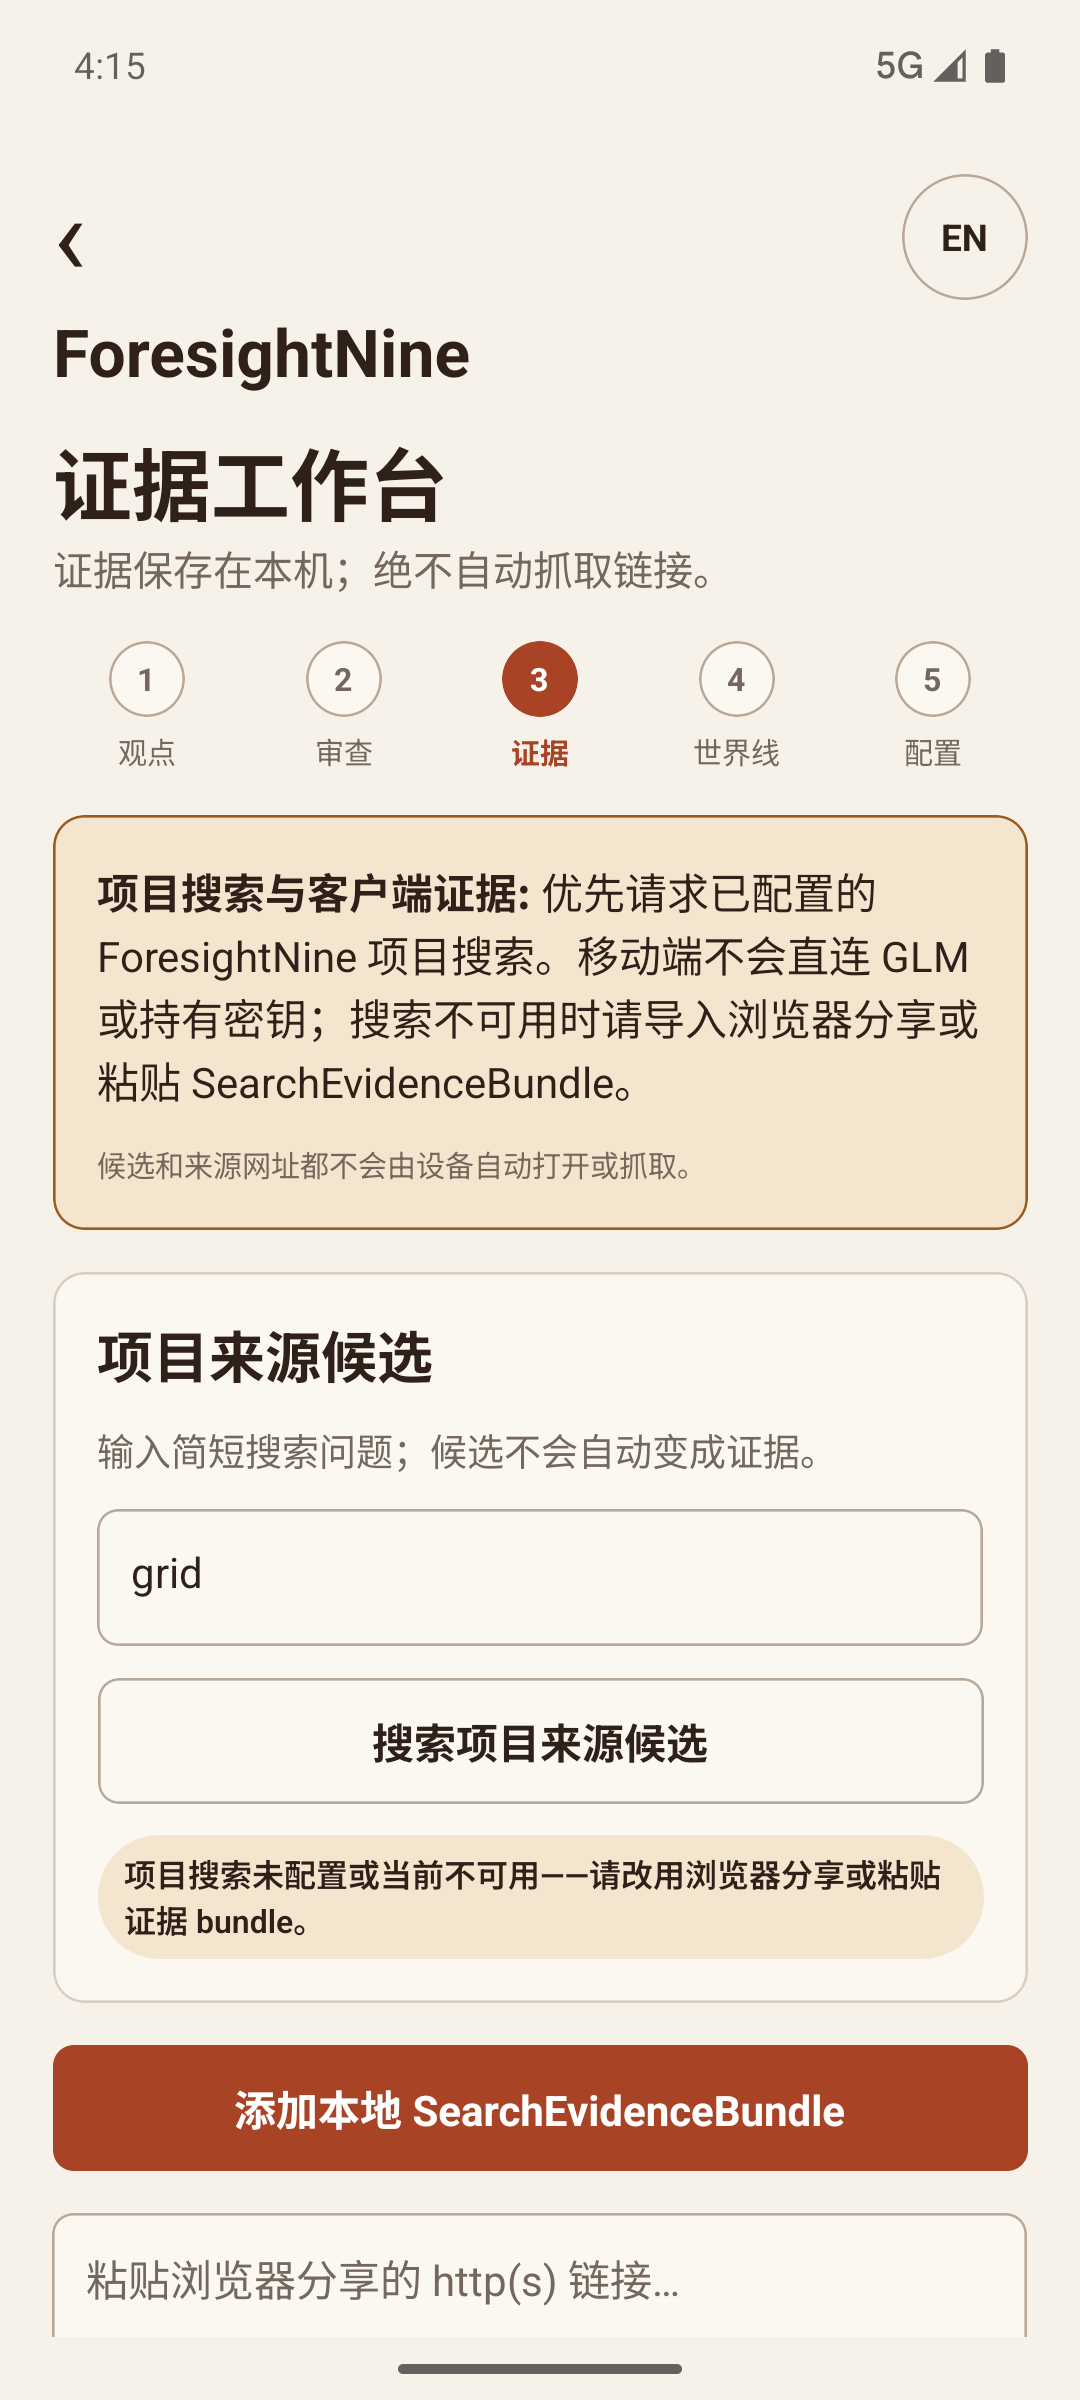 4:15
5G
EN
ForesightNine
证据工作台
证据保存在本机；绝不自动抓取链接。
1 2 3 4 5
观点 审查 证据 世界线 配置
项目搜索与客户端证据: 优先请求已配置的
ForesightNine 项目搜索。移动端不会直连 GLM
或持有密钥；搜索不可用时请导入浏览器分享或
粘贴 SearchEvidenceBundle。
候选和来源网址都不会由设备自动打开或抓取。
项目来源候选
输入简短搜索问题；候选不会自动变成证据。
grid
搜索项目来源候选
项目搜索未配置或当前不可用——请改用浏览器分享或粘贴
证据 bundle。
添加本地 SearchEvidenceBundle
粘贴浏览器分享的 http(s) 链接…